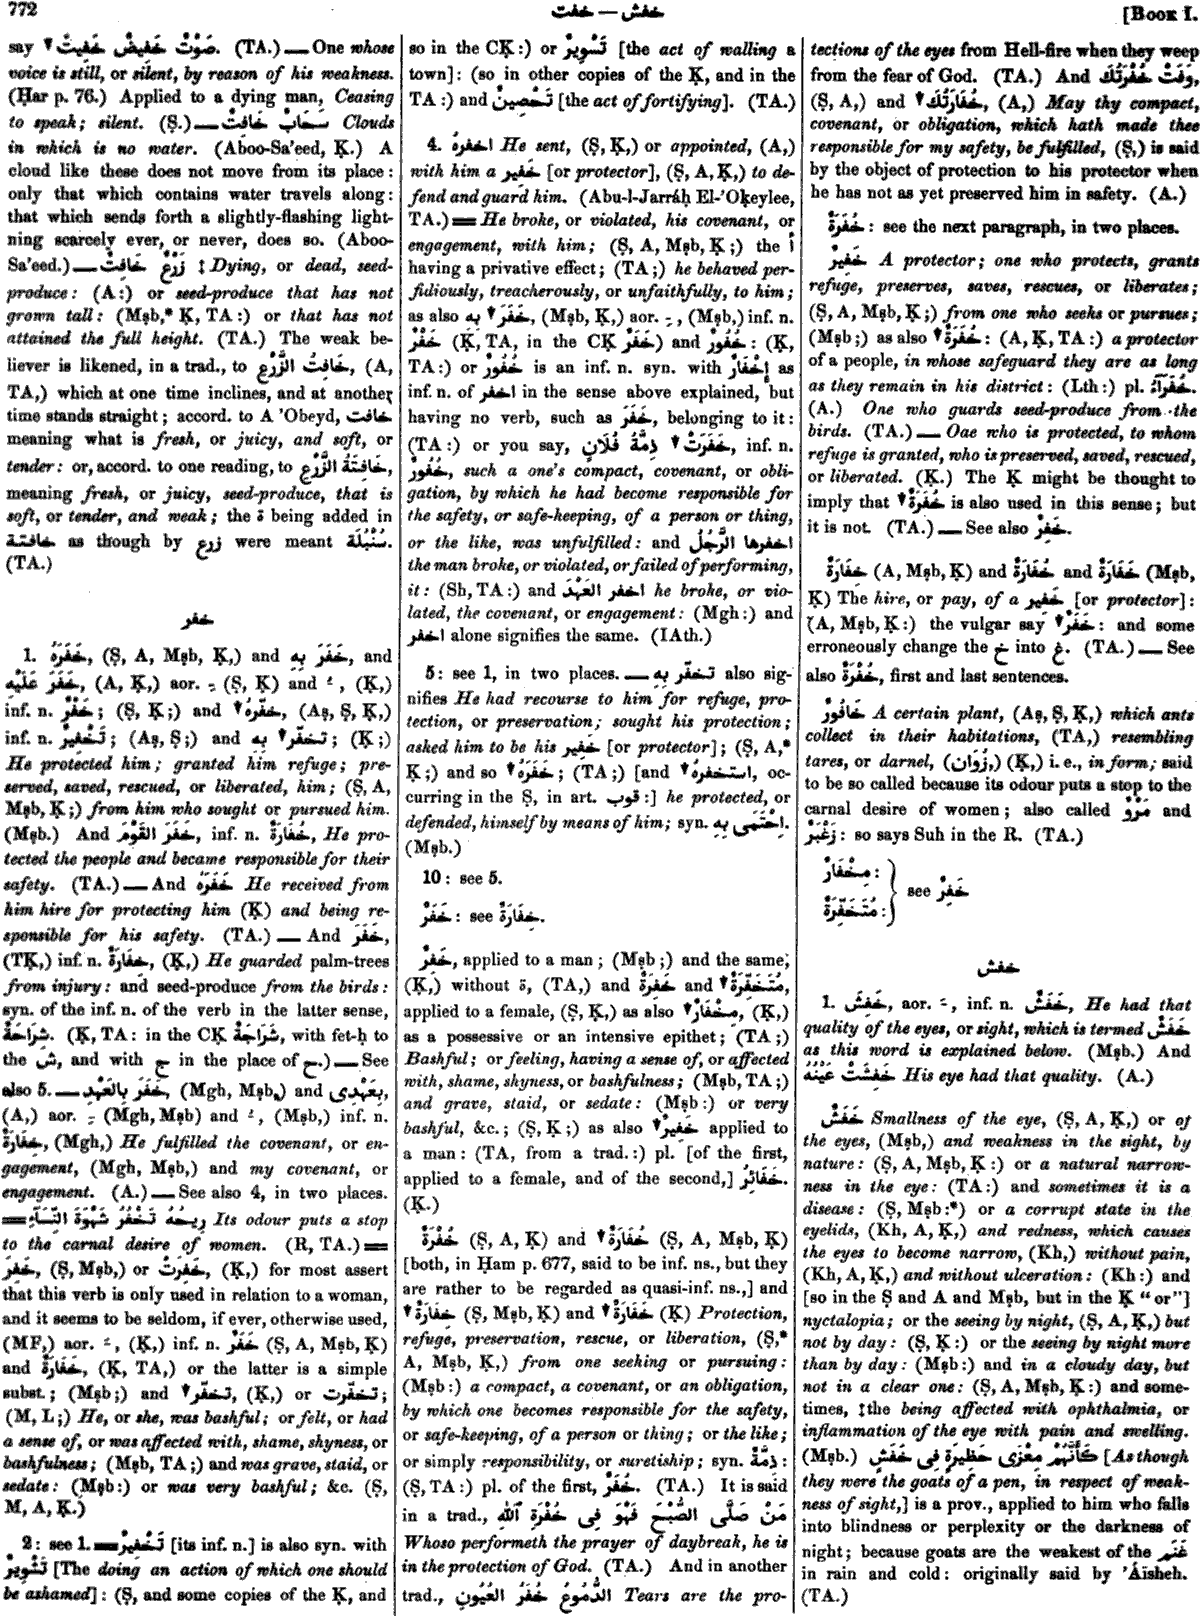 772
خفت — خفش
[Book I.
say صَوْتٌ خَفِيضٌ خَفِيتٌ. (TA.) — One whose
voice is still, or silent, by reason of his weakness.
(Ḥar p. 76.) Applied to a dying man, Ceasing
to speak; silent. (Ṣ.) — سَحَابٌ خَافِتٌ Clouds
in which is no water. (Aboo-Sa'eed, Ḳ.) A
cloud like these does not move from its place:
only that which contains water travels along:
that which sends forth a slightly-flashing light-
ning scarcely ever, or never, does so. (Aboo-
Sa'eed.) — زَرْعٌ خَافِتٌ ‡ Dying, or dead, seed-
produce: (A:) or seed-produce that has not
grown tall: (Mṣb,* Ḳ, TA:) or that has not
attained the full height. (TA.) The weak be-
liever is likened, in a trad., to خَافِتُ الزَّرْعِ, (A,
TA,) which at one time inclines, and at another
time stands straight; accord. to A 'Obeyd, خافت
meaning what is fresh, or juicy, and soft, or
tender: or, accord. to one reading, to خَافِتَةُ الزَّرْعِ,
meaning fresh, or juicy, seed-produce, that is
soft, or tender, and weak; the ة being added in
خافتة as though by زرع were meant سُنْبُلَة.
(TA.)
خفر
1. خَفَرَهُ, (Ṣ, A, Mṣb, Ḳ,) and خَفَرَ بِهِ, and
خَفَرَ عَلَيْهِ, (A, Ḳ,) aor. ـِ, (Ṣ, Ḳ) and ـُ, (Ḳ,)
inf. n. خَفْرٌ; (Ṣ, Ḳ;) and خفّرهُ, (Aṣ, Ṣ, Ḳ,)
inf. n. تَخْفِيرٌ; (Aṣ, Ṣ;) and تخفّر بِهِ; (Ḳ;)
He protected him; granted him refuge; pre-
served, saved, rescued, or liberated, him; (Ṣ, A,
Mṣb, Ḳ;) from him who sought or pursued him.
(Mṣb.) And خَفَرَ القَوْمَ, inf. n. خَفَارَةٌ, He pro-
tected the people and became responsible for their
safety. (TA.) — And خَفَرَهُ He received from
him hire for protecting him (Ḳ) and being re-
sponsible for his safety. (TA.) — And خَفَرَ,
(TḲ,) inf. n. خِفَارَةٌ, (Ḳ,) He guarded palm-trees
from injury: and seed-produce from the birds:
syn. of the inf. n. of the verb in the latter sense,
شِرَاحَةٌ. (Ḳ, TA: in the CḲ شَرَاجَةٌ, with fet-ḥ to
the ش, and with ج in the place of ح.) — See
also 5. — خَفَرَ بِالعَهْدِ, (Mgh, Mṣb,) and بِعَهْدِى,
(A,) aor. ـِ (Mgh, Mṣb) and ـُ, (Mṣb,) inf. n.
خِفَارَةٌ, (Mgh,) He fulfilled the covenant, or en-
gagement, (Mgh, Mṣb,) and my covenant, or
engagement. (A.) — See also 4, in two places.
= رِيحُهُ تَخْفُرُ شَهْوَةَ النِّسَآءِ Its odour puts a stop
to the carnal desire of women. (R, TA.) =
خَفِرَ, (Ṣ, Mṣb,) or خَفِرَتْ, (Ḳ,) for most assert
that this verb is only used in relation to a woman,
and it seems to be seldom, if ever, otherwise used,
(MF,) aor. ـَ, (Ḳ,) inf. n. خَفَرٌ (Ṣ, A, Mṣb, Ḳ)
and خَفَارَةٌ, (Ḳ, TA,) or the latter is a simple
subst.; (Mṣb;) and تخفّر, (Ḳ,) or تخفّرت;
(M, L;) He, or she, was bashful; or felt, or had
a sense of, or was affected with, shame, shyness, or
bashfulness; (Mṣb, TA;) and was grave, staid, or
sedate: (Mṣb:) or was very bashful; &c. (Ṣ,
M, A, Ḳ.)
2: see 1. = تَخْفِيرٌ [its inf. n.] is also syn. with
تَشْوِيرٌ [The doing an action of which one should
be ashamed]: (Ṣ, and some copies of the Ḳ, and
so in the CḲ:) or تَسْوِيرٌ [the act of walling a
town]: (so in other copies of the Ḳ, and in the
TA:) and تَحْصِينٌ [the act of fortifying]. (TA.)
4. اخفرهُ He sent, (Ṣ, Ḳ,) or appointed, (A,)
with him a خَفِير [or protector], (Ṣ, A, Ḳ,) to de-
fend and guard him. (Abu-l-Jarráḥ El-'Oḳeylee,
TA.) = He broke, or violated, his covenant, or
engagement, with him; (Ṣ, A, Mṣb, Ḳ;) the أ
having a privative effect; (TA;) he behaved per-
fidiously, treacherously, or unfaithfully, to him;
as also خَفَرَ بِهِ, (Mṣb, Ḳ,) aor. ـِ, (Mṣb,) inf. n.
خَفْرٌ (Ḳ, TA, in the CḲ خَفَرٌ) and خُفُورٌ: (Ḳ,
TA:) or خُفُورٌ is an inf. n. syn. with إِخْفَارٌ as
inf. n. of اخفر in the sense above explained, but
having no verb, such as خَفَرَ, belonging to it:
(TA:) or you say, خَفَرَتْ ذِمَّةُ فُلَانٍ, inf. n.
خُفُورٌ, such a one's compact, covenant, or obli-
gation, by which he had become responsible for
the safety, or safe-keeping, of a person or thing,
or the like, was unfulfilled: and اخفرها الرَّجُلُ
the man broke, or violated, or failed of performing,
it: (Sh, TA:) and اخفر العَهْدَ he broke, or vio-
lated, the covenant, or engagement: (Mgh:) and
اخفر alone signifies the same. (IAth.)
5: see 1, in two places. — تخفّر بِهِ also sig-
nifies He had recourse to him for refuge, pro-
tection, or preservation; sought his protection;
asked him to be his خَفِير [or protector]; (Ṣ, A,*
Ḳ;) and so خَفَرَهُ; (TA;) [and استخفرهُ, oc-
curring in the Ṣ, in art. قوب:] he protected, or
defended, himself by means of him; syn. اِحْتَمَى بِهِ.
(Mṣb.)
10: see 5.
خَفَرٌ: see خَفَارَةٌ.
خَفِرٌ, applied to a man; (Mṣb;) and the same,
(Ḳ,) without ة, (TA,) and خَفِرَةٌ and مُتَخَفِّرَةٌ,
applied to a female, (Ṣ, Ḳ,) as also مِخْفَارٌ, (Ḳ,)
as a possessive or an intensive epithet; (TA;)
Bashful; or feeling, having a sense of, or affected
with, shame, shyness, or bashfulness; (Mṣb, TA;)
and grave, staid, or sedate: (Mṣb:) or very
bashful, &c.; (Ṣ, Ḳ;) as also خَفِيرٌ applied to
a man: (TA, from a trad.:) pl. [of the first,
applied to a female, and of the second,] خَفَائِرُ.
(Ḳ.)
خُفْرَةٌ (Ṣ, A, Ḳ) and خُفَارَةٌ (Ṣ, A, Mṣb, Ḳ)
[both, in Ḥam p. 677, said to be inf. ns., but they
are rather to be regarded as quasi-inf. ns.,] and
خِفَارَةٌ (Ṣ, Mṣb, Ḳ) and خَفَارَةٌ (Ḳ) Protection,
refuge, preservation, rescue, or liberation, (Ṣ,*
A, Mṣb, Ḳ,) from one seeking or pursuing:
(Mṣb:) a compact, a covenant, or an obligation,
by which one becomes responsible for the safety,
or safe-keeping, of a person or thing; or the like;
or simply responsibility, or suretiship; syn. ذِمَّةٌ:
(Ṣ, TA:) pl. of the first, خُفَرٌ. (TA.) It is said
in a trad., مَنْ صَلَّى الصُّبْحَ فَهُوَ فِى خُفْرَةِ ٱللّٰهِ
Whoso performeth the prayer of daybreak, he is
in the protection of God. (TA.) And in another
trad., الدُّمُوعُ خُفَرُ العُيُونِ Tears are the pro-
tections of the eyes from Hell-fire when they weep
from the fear of God. (TA.) And وَفَتْ خُفْرَتُكَ,
(Ṣ, A,) and خُفَارَتُكَ, (A,) May thy compact,
covenant, or obligation, which hath made thee
responsible for my safety, be fulfilled, (Ṣ,) is said
by the object of protection to his protector when
he has not as yet preserved him in safety. (A.)
خُفَرَةٌ: see the next paragraph, in two places.
خَفِيرٌ A protector; one who protects, grants
refuge, preserves, saves, rescues, or liberates;
(Ṣ, A, Mṣb, Ḳ;) from one who seeks or pursues;
(Mṣb;) as also خُفَرَةٌ: (A, Ḳ, TA:) a protector
of a people, in whose safeguard they are as long
as they remain in his district: (Lth:) pl. خُفَرَآءُ.
(A.) One who guards seed-produce from the
birds. (TA.) — One who is protected, to whom
refuge is granted, who is preserved, saved, rescued,
or liberated. (Ḳ.) The Ḳ might be thought to
imply that خُفَرَةٌ is also used in this sense; but
it is not. (TA.) — See also خَفِرٌ.
خَفَارَةٌ (A, Mṣb, Ḳ) and خُفَارَةٌ and خِفَارَةٌ (Mṣb,
Ḳ) The hire, or pay, of a خَفِير [or protector]:
(A, Mṣb, Ḳ:) the vulgar say خَفَرٌ: and some
erroneously change the خ into غ. (TA.) — See
also خُفْرَةٌ, first and last sentences.
خَافُورٌ A certain plant, (Aṣ, Ṣ, Ḳ,) which ants
collect in their habitations, (TA,) resembling
tares, or darnel, (زُوَان,) (Ḳ,) i. e., in form; said
to be so called because its odour puts a stop to the
carnal desire of women; also called مَرْوٌ and
زَغْبَرٌ: so says Suh in the R. (TA.)
مِخْفَارٌ:
مُتَخَفِّرَةٌ:
see خَفِرٌ
خفش
1. خَفِشَ, aor. ـَ, inf. n. خَفَشٌ, He had that
quality of the eyes, or sight, which is termed خَفَشٌ
as this word is explained below. (Mṣb.) And
خَفِشَتْ عَيْنُهُ His eye had that quality. (A.)
خَفَشٌ Smallness of the eye, (Ṣ, A, Ḳ,) or of
the eyes, (Mṣb,) and weakness in the sight, by
nature: (Ṣ, A, Mṣb, Ḳ:) or a natural narrow-
ness in the eye: (TA:) and sometimes it is a
disease: (Ṣ, Mṣb:*) or a corrupt state in the
eyelids, (Kh, A, Ḳ,) and redness, which causes
the eyes to become narrow, (Kh,) without pain,
(Kh, A, Ḳ,) and without ulceration: (Kh:) and
[so in the Ṣ and A and Mṣb, but in the Ḳ "or"]
nyctalopia; or the seeing by night, (Ṣ, A, Ḳ,) but
not by day: (Ṣ, Ḳ:) or the seeing by night more
than by day: (Mṣb:) and in a cloudy day, but
not in a clear one: (Ṣ, A, Mṣb, Ḳ:) and some-
times, ‡ the being affected with ophthalmia, or
inflammation of the eye with pain and swelling.
(Mṣb.) كَأَنَّهُمْ مِعْزَى حَظِيرَةٍ فِى خَفَشٍ [As though
they were the goats of a pen, in respect of weak-
ness of sight,] is a prov., applied to him who falls
into blindness or perplexity or the darkness of
night; because goats are the weakest of the غَنَم
in rain and cold: originally said by 'Áïsheh.
(TA.)